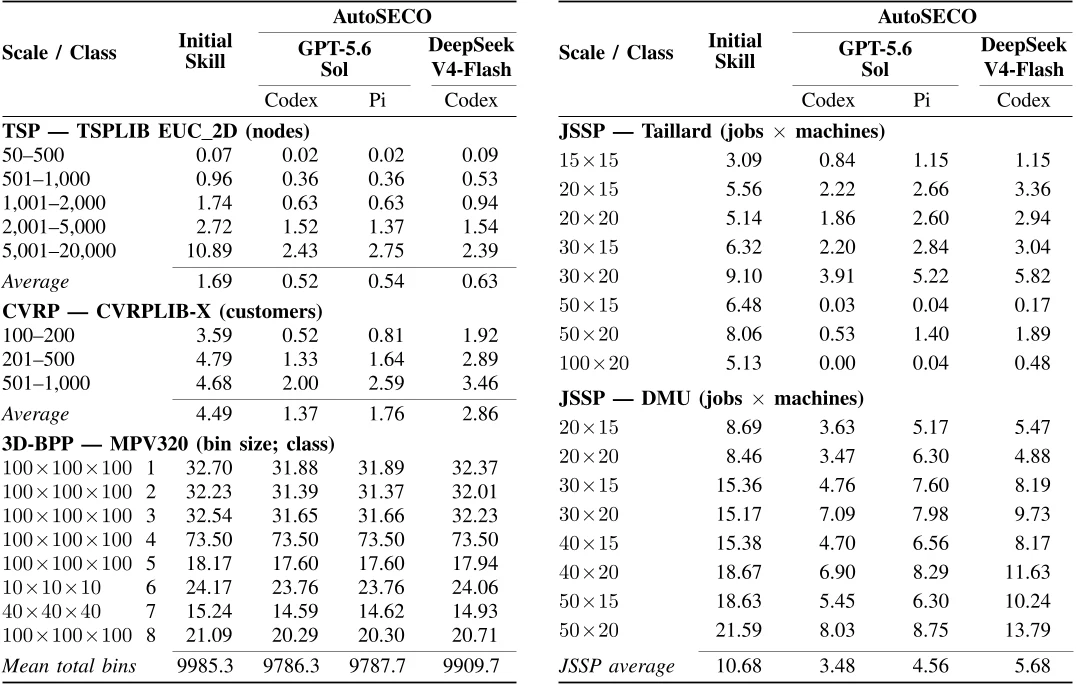 AutoSECO
Scale / Class Initial Skill GPT-5.6 Sol DeepSeek V4-Flash
Codex Pi Codex
TSP — TSPLIB EUC_2D (nodes)
50–500 0.07 0.02 0.02 0.09
501–1,000 0.96 0.36 0.36 0.53
1,001–2,000 1.74 0.63 0.63 0.94
2,001–5,000 2.72 1.52 1.37 1.54
5,001–20,000 10.89 2.43 2.75 2.39
Average 1.69 0.52 0.54 0.63
CVRP — CVRPLIB-X (customers)
100–200 3.59 0.52 0.81 1.92
201–500 4.79 1.33 1.64 2.89
501–1,000 4.68 2.00 2.59 3.46
Average 4.49 1.37 1.76 2.86
3D-BPP — MPV320 (bin size; class)
100×100×100 1 32.70 31.88 31.89 32.37
100×100×100 2 32.23 31.39 31.37 32.01
100×100×100 3 32.54 31.65 31.66 32.23
100×100×100 4 73.50 73.50 73.50 73.50
100×100×100 5 18.17 17.60 17.60 17.94
10×10×10 6 24.17 23.76 23.76 24.06
40×40×40 7 15.24 14.59 14.62 14.93
100×100×100 8 21.09 20.29 20.30 20.71
Mean total bins 9985.3 9786.3 9787.7 9909.7
AutoSECO
Scale / Class Initial Skill GPT-5.6 Sol DeepSeek V4-Flash
Codex Pi Codex
JSSP — Taillard (jobs × machines)
15×15 3.09 0.84 1.15 1.15
20×15 5.56 2.22 2.66 3.36
20×20 5.14 1.86 2.60 2.94
30×15 6.32 2.20 2.84 3.04
30×20 9.10 3.91 5.22 5.82
50×15 6.48 0.03 0.04 0.17
50×20 8.06 0.53 1.40 1.89
100×20 5.13 0.00 0.04 0.48
JSSP — DMU (jobs × machines)
20×15 8.69 3.63 5.17 5.47
20×20 8.46 3.47 6.30 4.88
30×15 15.36 4.76 7.60 8.19
30×20 15.17 7.09 7.98 9.73
40×15 15.38 4.70 6.56 8.17
40×20 18.67 6.90 8.29 11.63
50×15 18.63 5.45 6.30 10.24
50×20 21.59 8.03 8.75 13.79
JSSP average 10.68 3.48 4.56 5.68